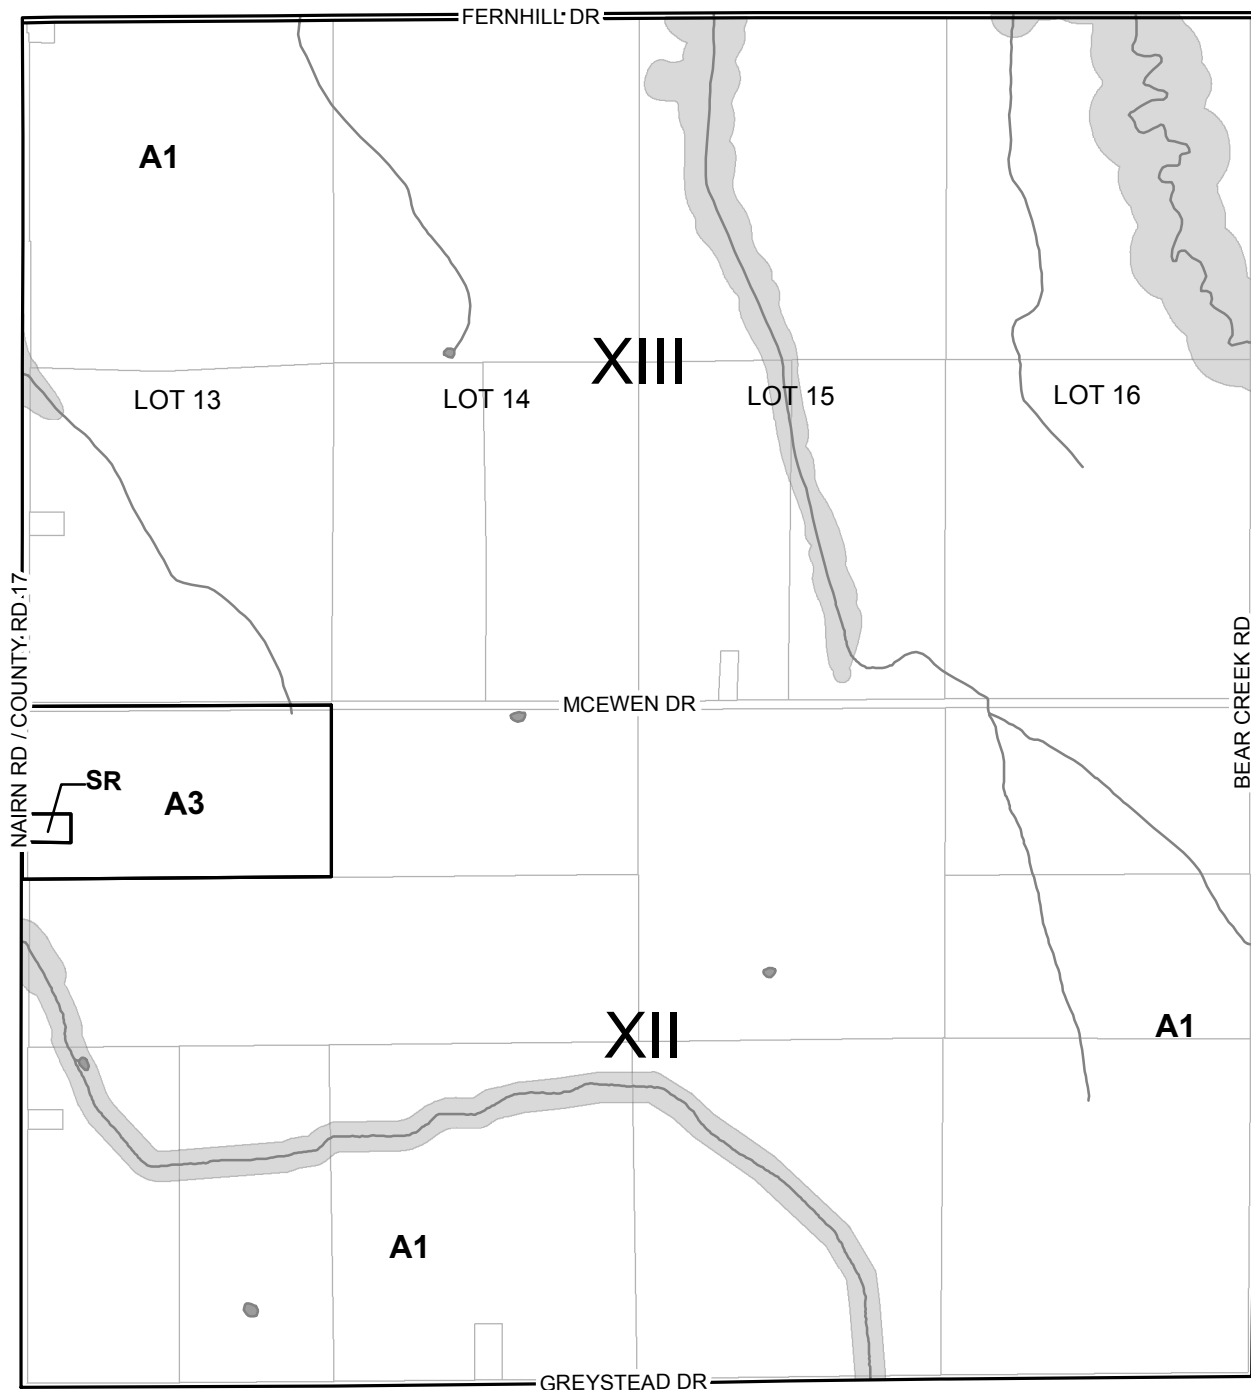 FERNHILL DR
A1
XIII
LOT 13
LOT 14
LOT 15
LOT 16
NAIRN RD / COUNTY RD 17
BEAR CREEK RD
MCEWEN DR
SR
A3
XII
A1
A1
GREYSTEAD DR